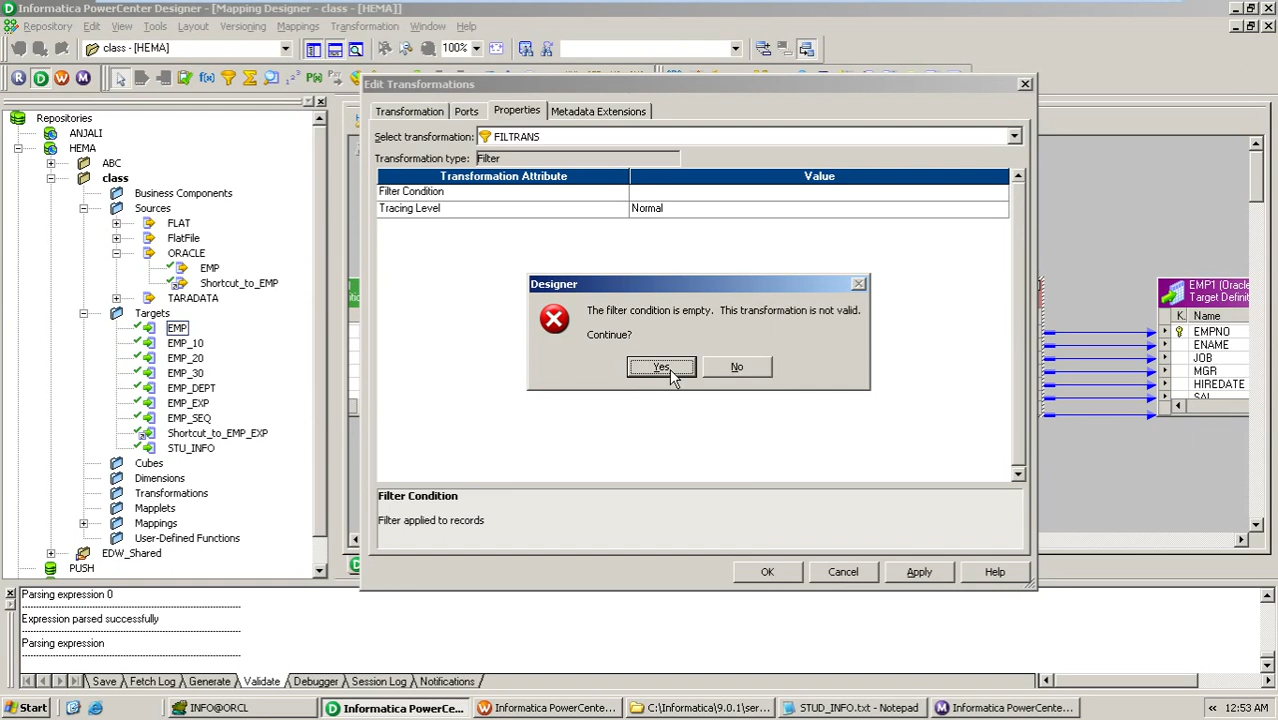 Informatica PowerCenter Designer - [Mapping Designer - class - [HEMA]]
Repository Edit View Tools Layout Versioning Mappings Transformation Window Help
class - [HEMA]
100%
R D W M
Edit Transformations
Transformation Ports Properties Metadata Extensions
Select transformation: FILTRANS
Transformation type: Filter
Transformation Attribute Value
Filter Condition
Tracing Level Normal
Designer
The filter condition is empty. This transformation is not valid.
Continue?
Yes No
Filter Condition
Filter applied to records
OK Cancel Apply Help
Repositories
ANJALI
HEMA
ABC
class
Business Components
Sources
FLAT
FlatFile
ORACLE
EMP
Shortcut_to_EMP
TARADATA
Targets
EMP
EMP_10
EMP_20
EMP_30
EMP_DEPT
EMP_EXP
EMP_SEQ
Shortcut_to_EMP_EXP
STU_INFO
Cubes
Dimensions
Transformations
Mapplets
Mappings
User-Defined Functions
EDW_Shared
PUSH
EMP1 (Oracle
Target Definit
K. Name
EMPNO
ENAME
JOB
MGR
HIREDATE
SAL
Parsing expression 0
Expression parsed successfully
Parsing expression
Save Fetch Log Generate Validate Debugger Session Log Notifications
Start INFO@ORCL Informatica PowerCe... Informatica PowerCente... C:\Informatica\9.0.1\ser... STUD_INFO.txt - Notepad Informatica PowerCente... 12:53 AM